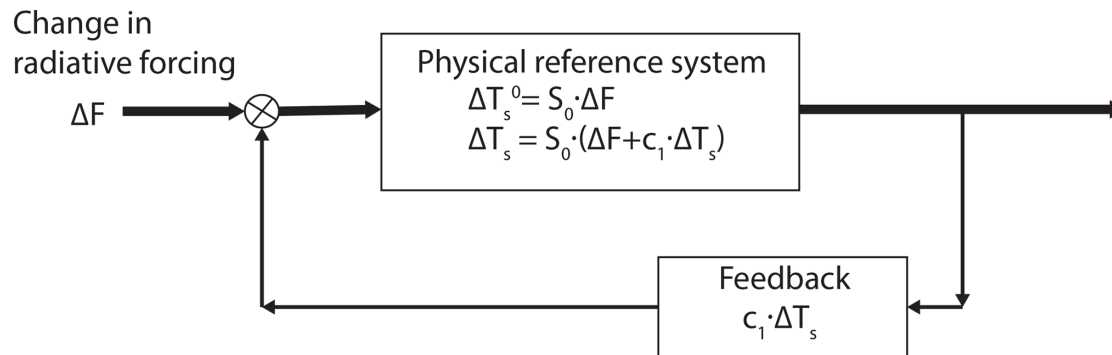 Change in
radiative forcing
ΔF
Physical reference system
ΔTₛ⁰= S₀·ΔF
ΔTₛ = S₀·(ΔF+c₁·ΔTₛ)
Feedback
c₁·ΔTₛ